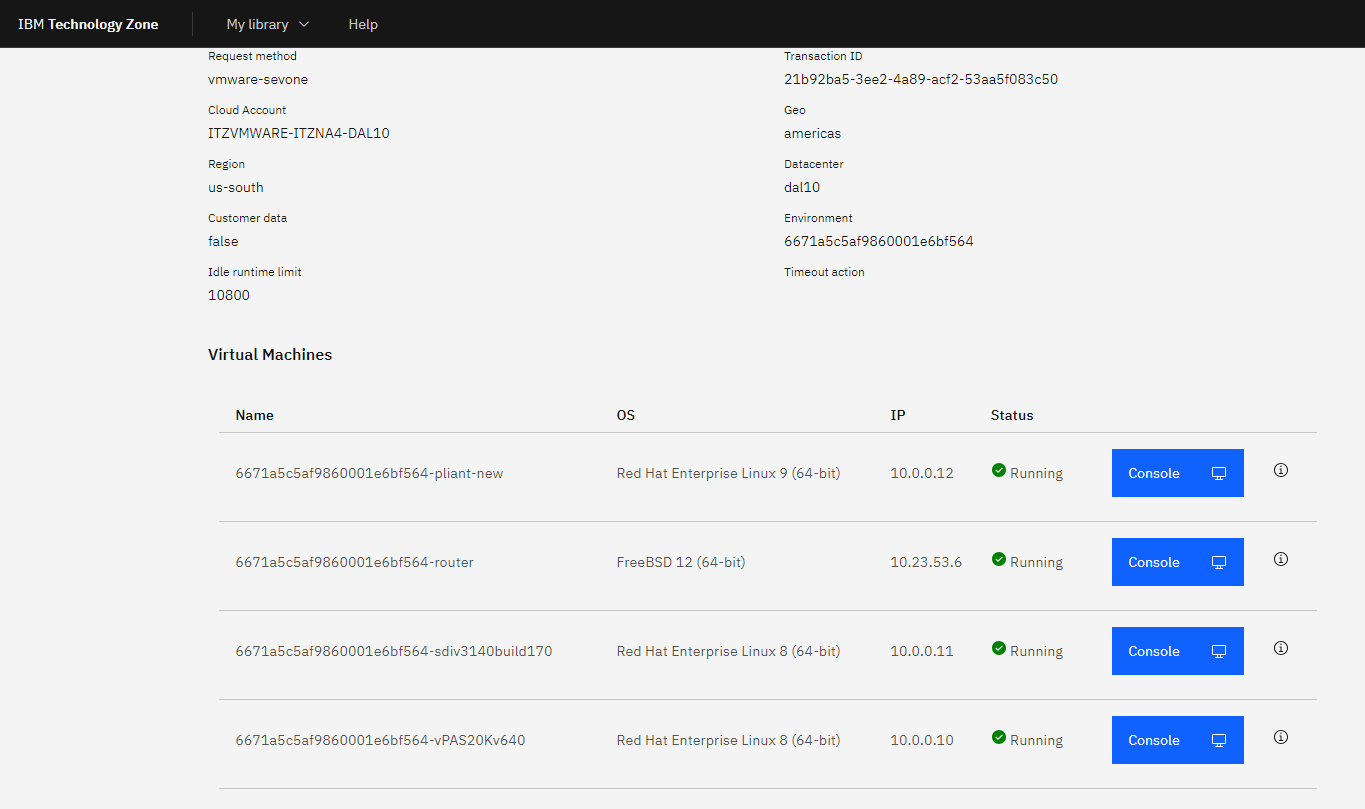 IBM Technology Zone My library Help
Request method Transaction ID
vmware-sevone 21b92ba5-3ee2-4a89-acf2-53aa5f083c50
Cloud Account Geo
ITZVMWARE-ITZNA4-DAL10 americas
Region Datacenter
us-south dal10
Customer data Environment
false 6671a5c5af9860001e6bf564
Idle runtime limit Timeout action
10800
Virtual Machines
Name OS IP Status
6671a5c5af9860001e6bf564-pliant-new Red Hat Enterprise Linux 9 (64-bit) 10.0.0.12 Running Console
6671a5c5af9860001e6bf564-router FreeBSD 12 (64-bit) 10.23.53.6 Running Console
6671a5c5af9860001e6bf564-sdiv3140build170 Red Hat Enterprise Linux 8 (64-bit) 10.0.0.11 Running Console
6671a5c5af9860001e6bf564-vPAS20Kv640 Red Hat Enterprise Linux 8 (64-bit) 10.0.0.10 Running Console